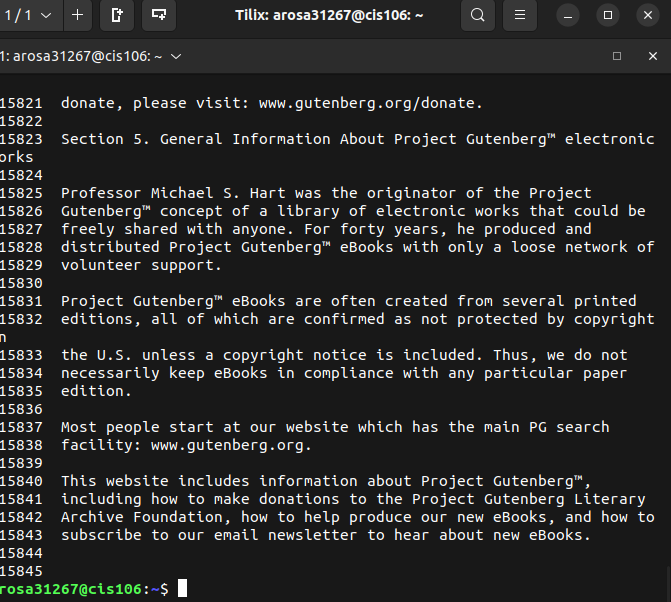 1 / 1
Tilix: arosa31267@cis106: ~
1: arosa31267@cis106: ~
15821  donate, please visit: www.gutenberg.org/donate.
15822
15823  Section 5. General Information About Project Gutenberg™ electronic
orks
15824
15825  Professor Michael S. Hart was the originator of the Project
15826  Gutenberg™ concept of a library of electronic works that could be
15827  freely shared with anyone. For forty years, he produced and
15828  distributed Project Gutenberg™ eBooks with only a loose network of
15829  volunteer support.
15830
15831  Project Gutenberg™ eBooks are often created from several printed
15832  editions, all of which are confirmed as not protected by copyright
n
15833  the U.S. unless a copyright notice is included. Thus, we do not
15834  necessarily keep eBooks in compliance with any particular paper
15835  edition.
15836
15837  Most people start at our website which has the main PG search
15838  facility: www.gutenberg.org.
15839
15840  This website includes information about Project Gutenberg™,
15841  including how to make donations to the Project Gutenberg Literary
15842  Archive Foundation, how to help produce our new eBooks, and how to
15843  subscribe to our email newsletter to hear about new eBooks.
15844
15845
rosa31267@cis106:~$